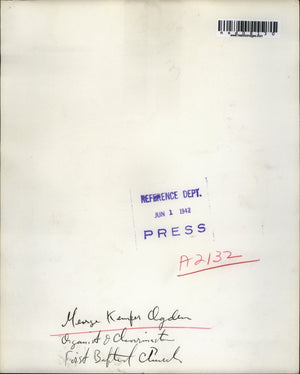 REFERENCE DEPT.
JUN 1 1942
PRESS
A2132
George Kemper Ogden
Organist & Choirmaster
First Baptist Church